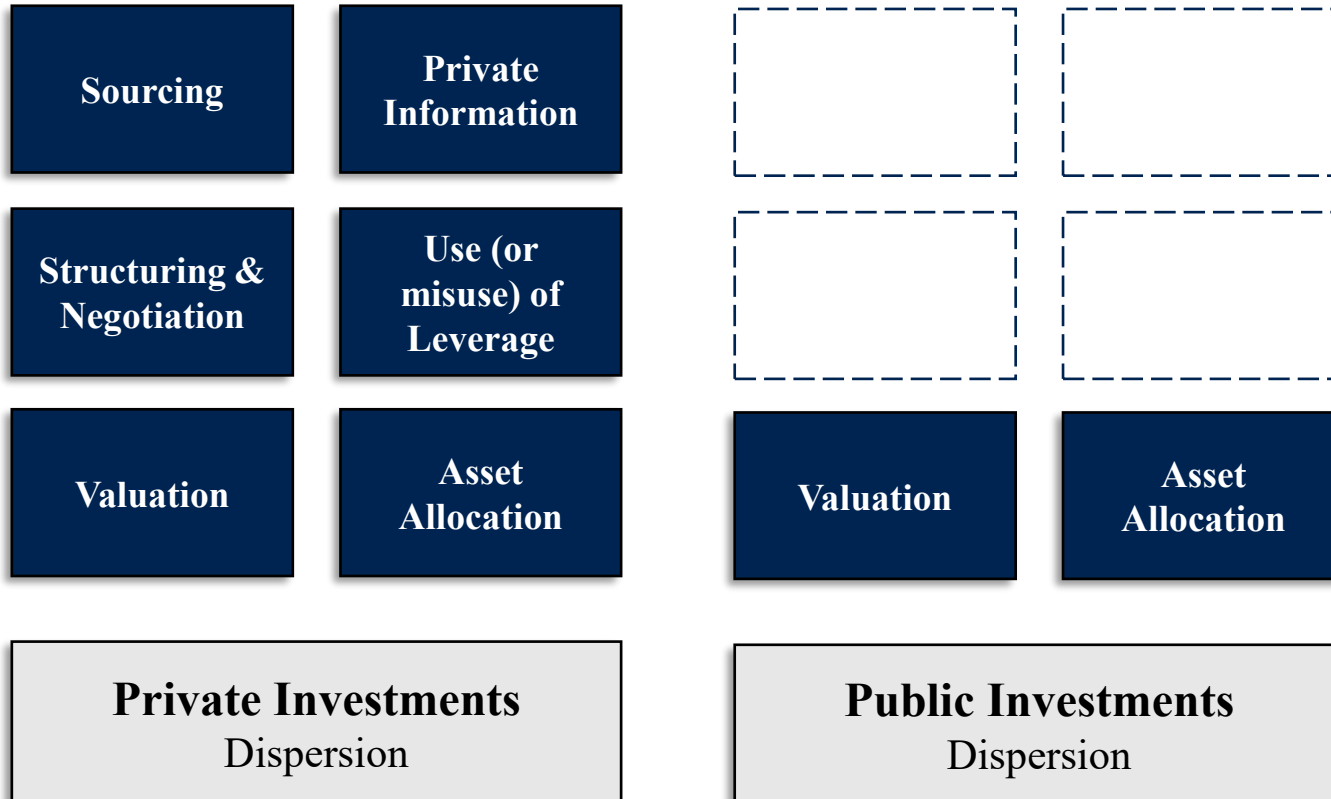 Sourcing
Private
Information
Structuring &
Negotiation
Use (or
misuse) of
Leverage
Valuation
Asset
Allocation
Valuation
Asset
Allocation
Private Investments
Dispersion
Public Investments
Dispersion